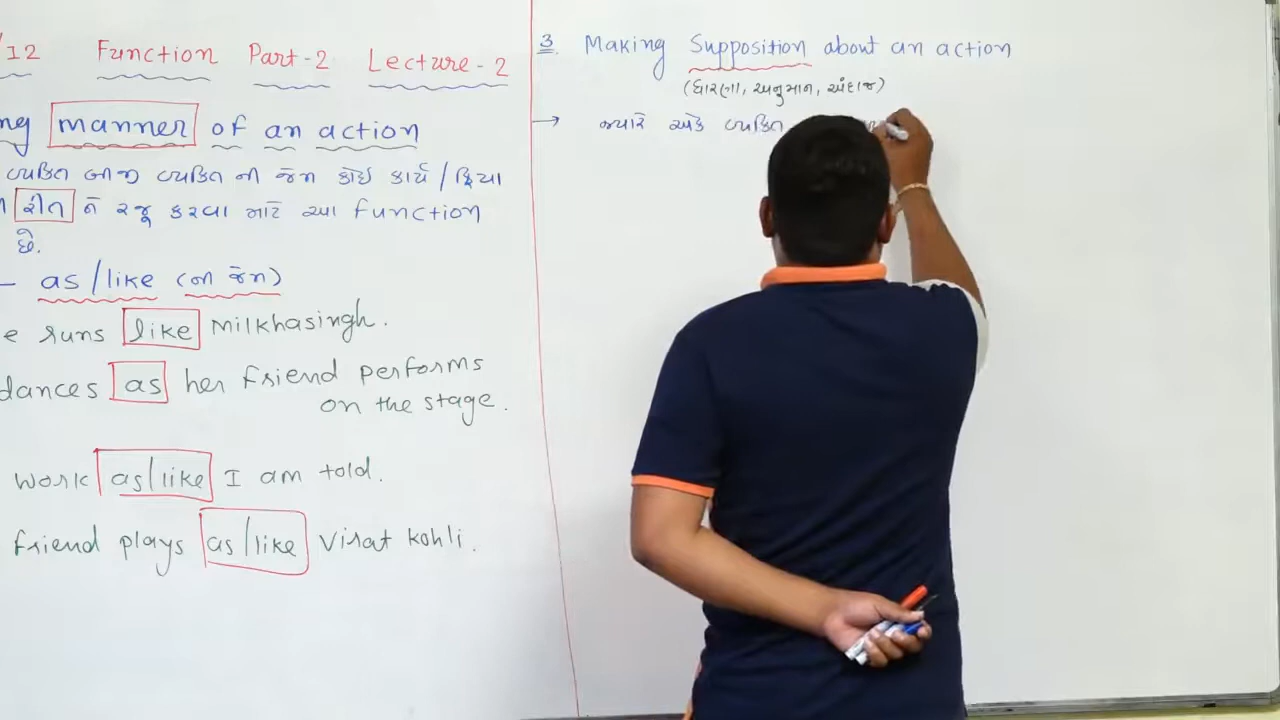 /12 Function Part-2 Lecture-2
ng manner of an action
વ્યકિત બીજી વ્યકિત ની જેમ કોઈ કાર્ય/ક્રિયા
રીત ને રજૂ કરવા માટે આ function
છે.
– as/like (ની જેમ)
e runs like Milkhasingh.
dances as her friend performs
on the stage.
work as/like I am told.
friend plays as/like Virat kohli.
3. Making Supposition about an action
(ધારણા, અનુમાન, અંદાજ)
→ જ્યારે એક વ્યકિત